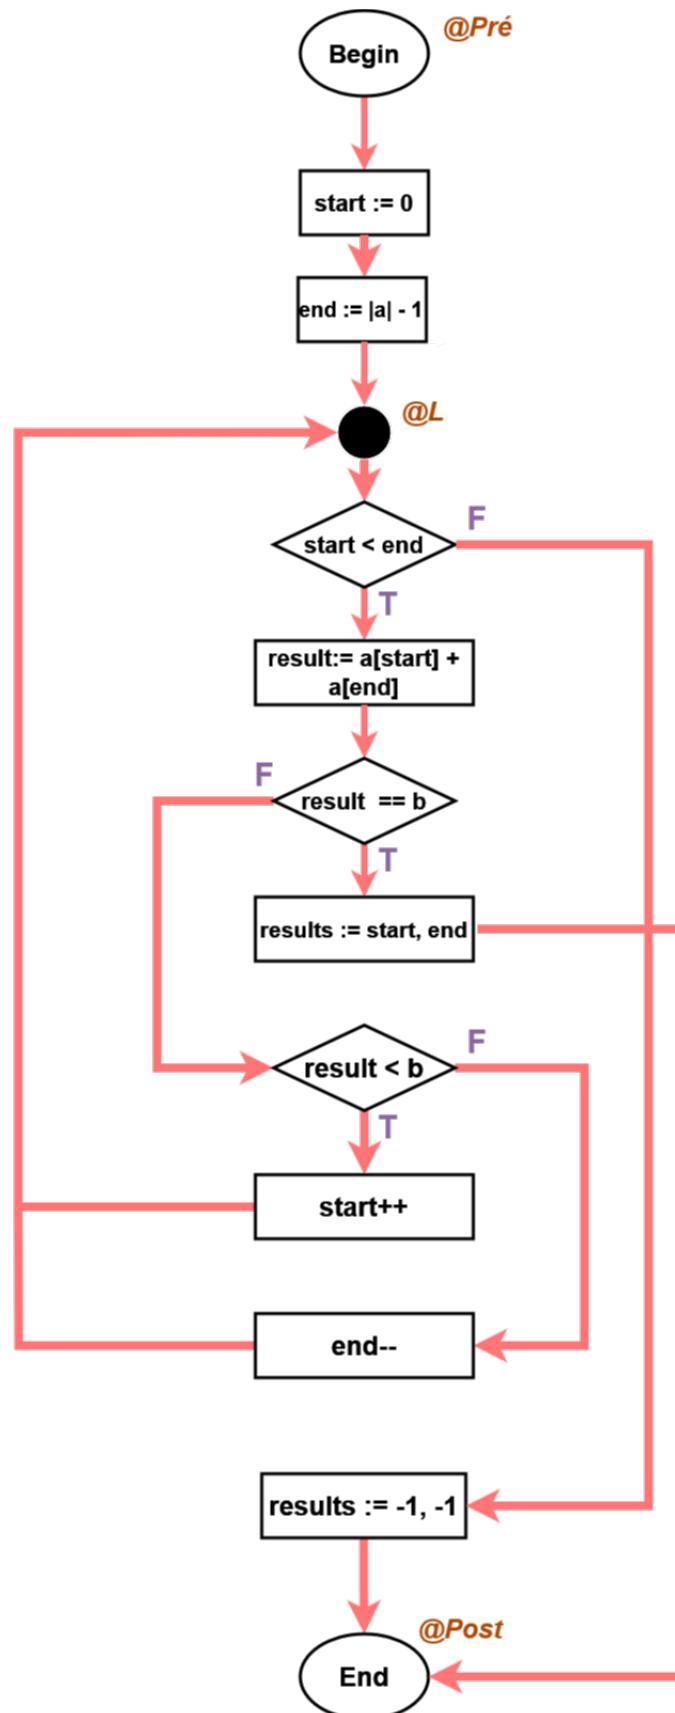 @Pré
Begin
start := 0
end := |a| - 1
@L
start < end
F
T
result:= a[start] +
a[end]
F
result == b
T
results := start, end
result < b
F
T
start++
end--
results := -1, -1
@Post
End